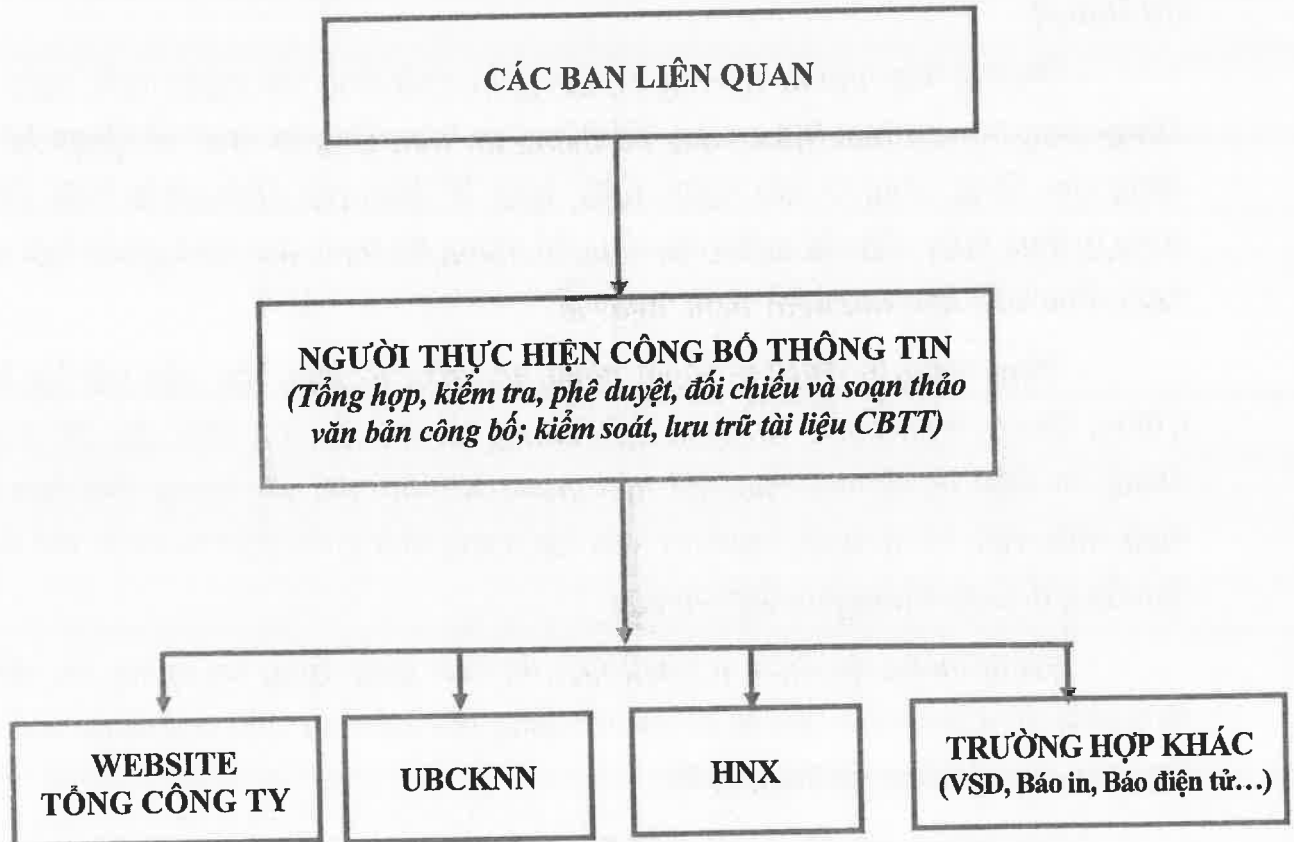 CÁC BAN LIÊN QUAN
NGƯỜI THỰC HIỆN CÔNG BỐ THÔNG TIN
(Tổng hợp, kiểm tra, phê duyệt, đối chiếu và soạn thảo
văn bản công bố; kiểm soát, lưu trữ tài liệu CBTT)
WEBSITE
TỔNG CÔNG TY
UBCKNN
HNX
TRƯỜNG HỢP KHÁC
(VSD, Báo in, Báo điện tử...)